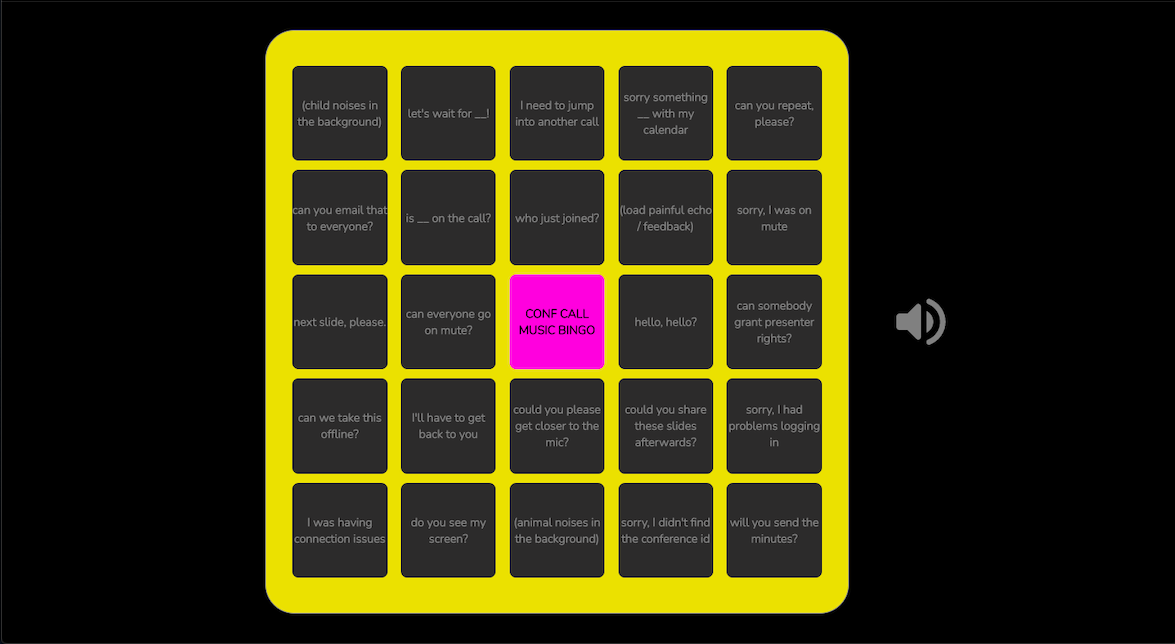 (child noises in
the background)
let's wait for __!
I need to jump
into another call
sorry something
__ with my
calendar
can you repeat,
please?
can you email that
to everyone?
is __ on the call?
who just joined?
(load painful echo
/ feedback)
sorry, I was on
mute
next slide, please.
can everyone go
on mute?
CONF CALL
MUSIC BINGO
hello, hello?
can somebody
grant presenter
rights?
can we take this
offline?
I'll have to get
back to you
could you please
get closer to the
mic?
could you share
these slides
afterwards?
sorry, I had
problems logging
in
I was having
connection issues
do you see my
screen?
(animal noises in
the background)
sorry, I didn't find
the conference id
will you send the
minutes?